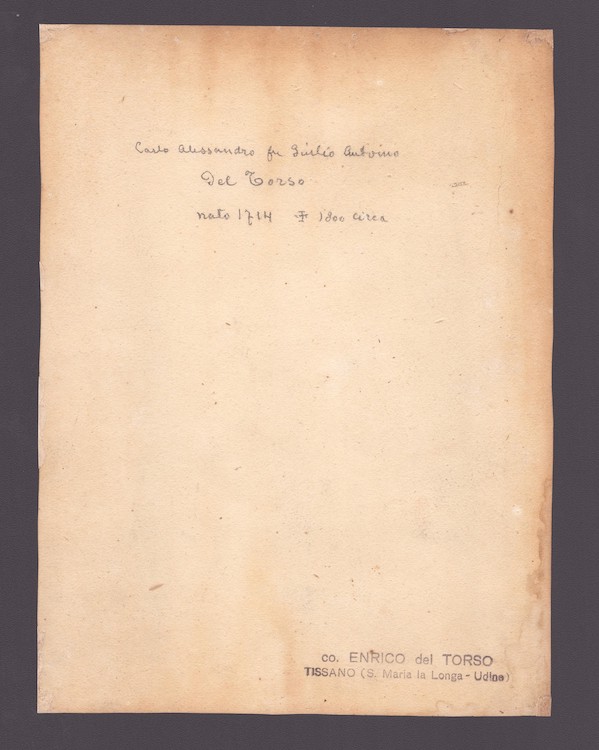 Carlo Alessandro fu Giulio Antonio
Del Torso
nato 1714 ✝ 1800 circa
co. ENRICO del TORSO
TISSANO (S. Maria la Longa - Udine)